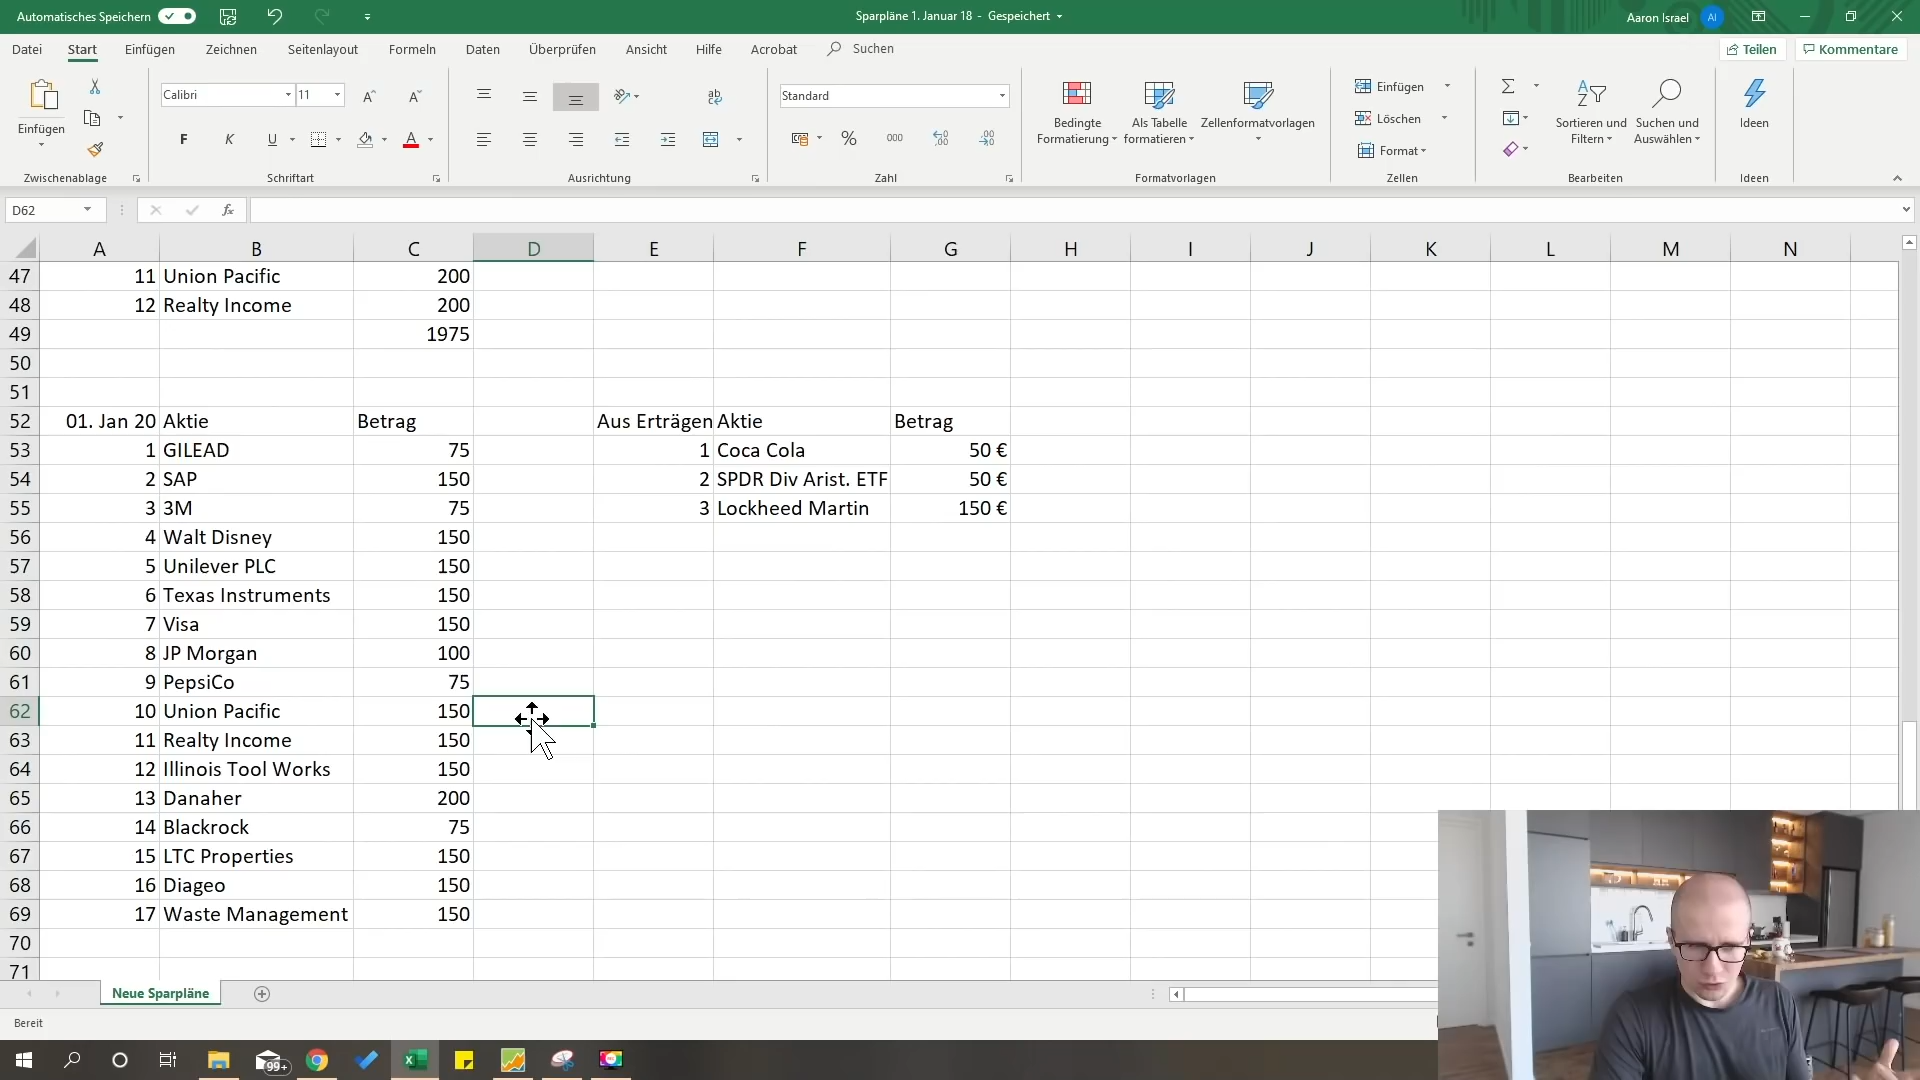 Automatisches Speichern
Sparpläne 1. Januar 18 - Gespeichert
Aaron Israel AI
Datei Start Einfügen Zeichnen Seitenlayout Formeln Daten Überprüfen Ansicht Hilfe Acrobat Suchen
Teilen Kommentare
Einfügen
Zwischenablage
Calibri 11
F K U A
Schriftart
ab
Ausrichtung
Standard
% 000
Zahl
Bedingte Formatierung
Als Tabelle formatieren
Zellenformatvorlagen
Formatvorlagen
Einfügen
Löschen
Format
Zellen
Sortieren und Filtern
Suchen und Auswählen
Bearbeiten
Ideen
Ideen
D62 fx
A B C D E F G H I J K L M N
47 11 Union Pacific 200
48 12 Realty Income 200
49 1975
50
51
52 01. Jan 20 Aktie Betrag Aus Erträgen Aktie Betrag
53 1 GILEAD 75 1 Coca Cola 50 €
54 2 SAP 150 2 SPDR Div Arist. ETF 50 €
55 3 3M 75 3 Lockheed Martin 150 €
56 4 Walt Disney 150
57 5 Unilever PLC 150
58 6 Texas Instruments 150
59 7 Visa 150
60 8 JP Morgan 100
61 9 PepsiCo 75
62 10 Union Pacific 150
63 11 Realty Income 150
64 12 Illinois Tool Works 150
65 13 Danaher 200
66 14 Blackrock 75
67 15 LTC Properties 150
68 16 Diageo 150
69 17 Waste Management 150
70
71
Neue Sparpläne
Bereit
99+